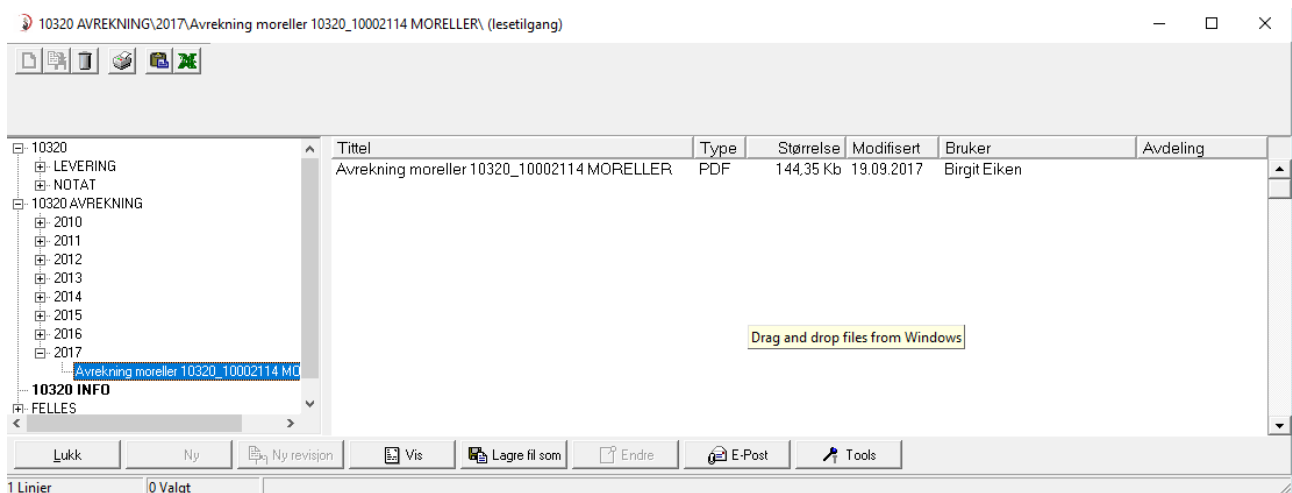 10320 AVREKNING\2017\Avrekning moreller 10320_10002114 MORELLER\ (lesetilgang)
10320
LEVERING
NOTAT
10320 AVREKNING
2010
2011
2012
2013
2014
2015
2016
2017
Avrekning moreller 10320_10002114 MO
10320 INFO
FELLES
Tittel Type Størrelse Modifisert Bruker Avdeling
Avrekning moreller 10320_10002114 MORELLER PDF 144,35 Kb 19.09.2017 Birgit Eiken
Drag and drop files from Windows
Lukk Ny Ny revisjon Vis Lagre fil som Endre E-Post Tools
1 Linjer 0 Valgt